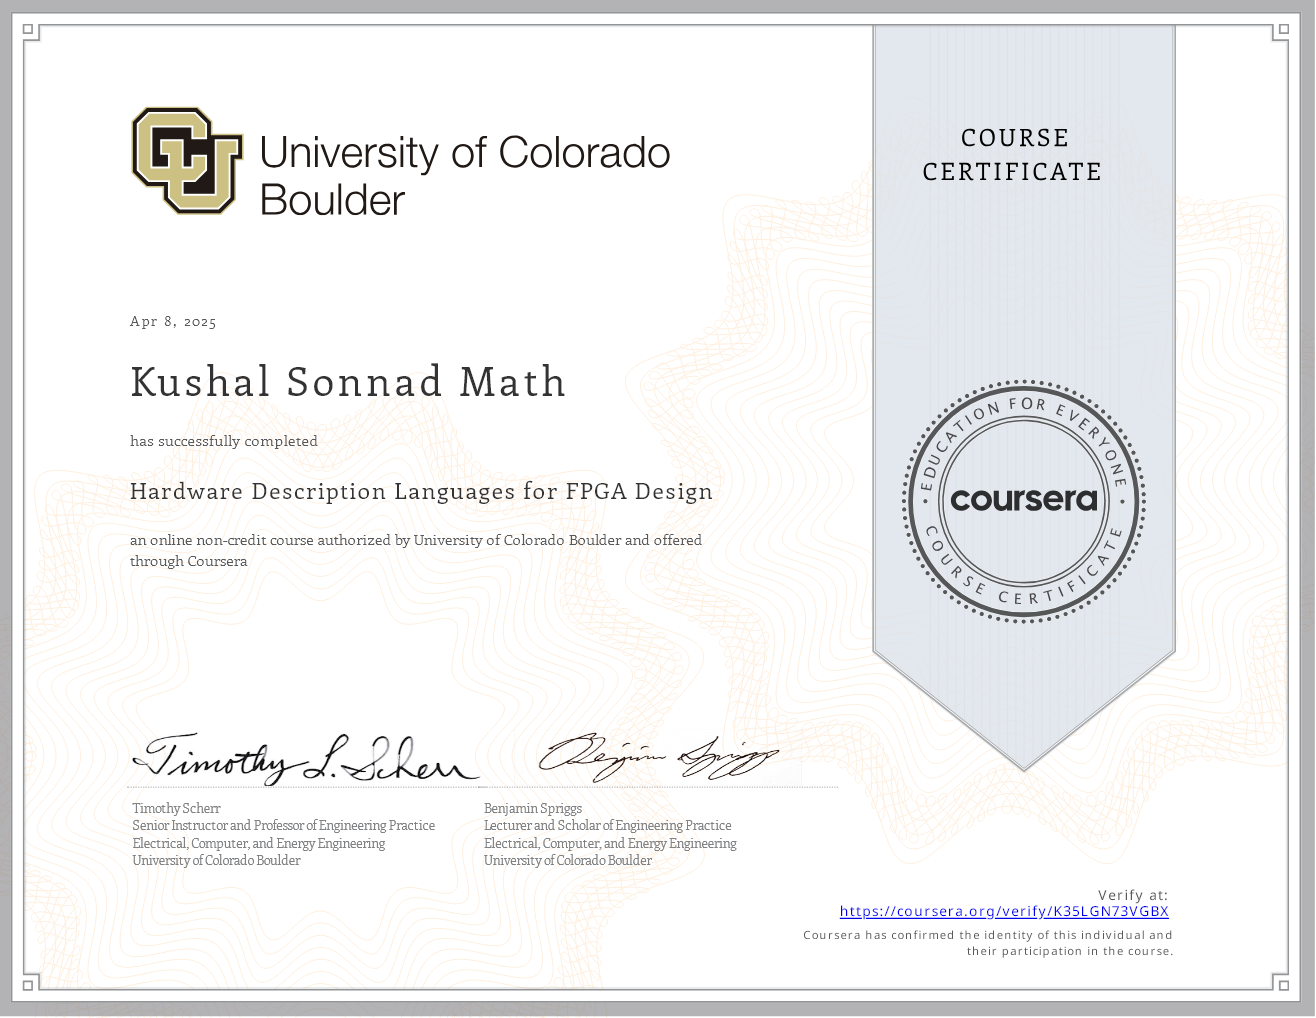 University of Colorado
Boulder
COURSE
CERTIFICATE
Apr 8, 2025
Kushal Sonnad Math
has successfully completed
Hardware Description Languages for FPGA Design
an online non-credit course authorized by University of Colorado Boulder and offered
through Coursera
EDUCATION FOR EVERYONE
coursera
COURSE CERTIFICATE
Timothy L. Scherr
Benjamin Spriggs
Timothy Scherr
Senior Instructor and Professor of Engineering Practice
Electrical, Computer, and Energy Engineering
University of Colorado Boulder
Benjamin Spriggs
Lecturer and Scholar of Engineering Practice
Electrical, Computer, and Energy Engineering
University of Colorado Boulder
Verify at:
https://coursera.org/verify/K35LGN73VGBX
Coursera has confirmed the identity of this individual and
their participation in the course.